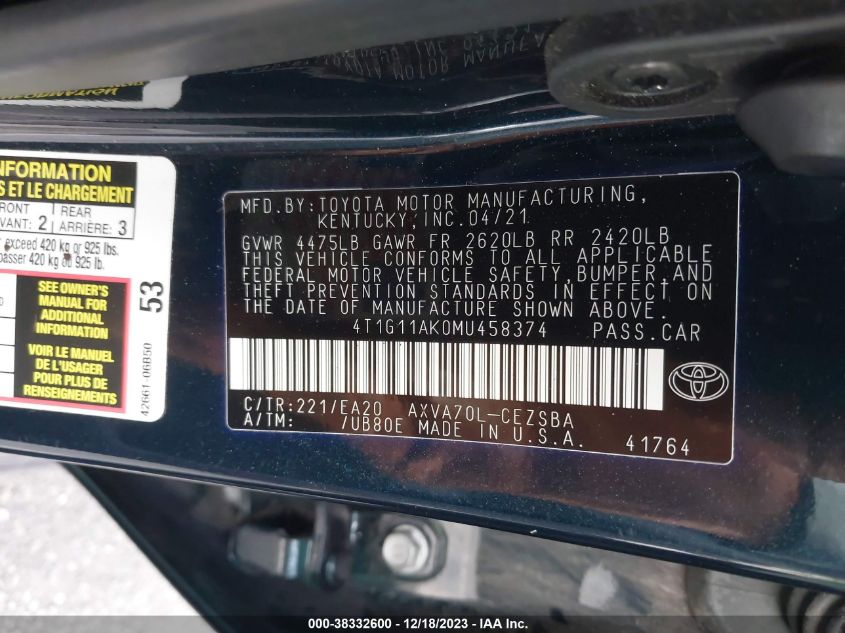 NFORMATION
S ET LE CHARGEMENT
FRONT
VANT: 2
REAR
ARRIÈRE: 3
exceed 420 kg or 925 lbs.
passer 420 kg ou 925 lb.
SEE OWNER'S
MANUAL FOR
ADDITIONAL
INFORMATION
VOIR LE MANUEL
DE L'USAGER
POUR PLUS DE
RENSEIGNEMENTS
53
42661-06B50
MFD.BY:TOYOTA MOTOR MANUFACTURING,
KENTUCKY,INC.04/21
GVWR 4475LB GAWR FR 2620LB RR 2420LB
THIS VEHICLE CONFORMS TO ALL APPLICABLE
FEDERAL MOTOR VEHICLE SAFETY,BUMPER,AND
THEFT PREVENTION STANDARDS IN EFFECT ON
THE DATE OF MANUFACTURE SHOWN ABOVE.
4T1G11AK0MU458374 PASS.CAR
C/TR:221/EA20 AXVA70L-CEZSBA
A/TM: /UB80E MADE IN U.S.A.
41764
000-38332600 - 12/18/2023 - IAAI.com